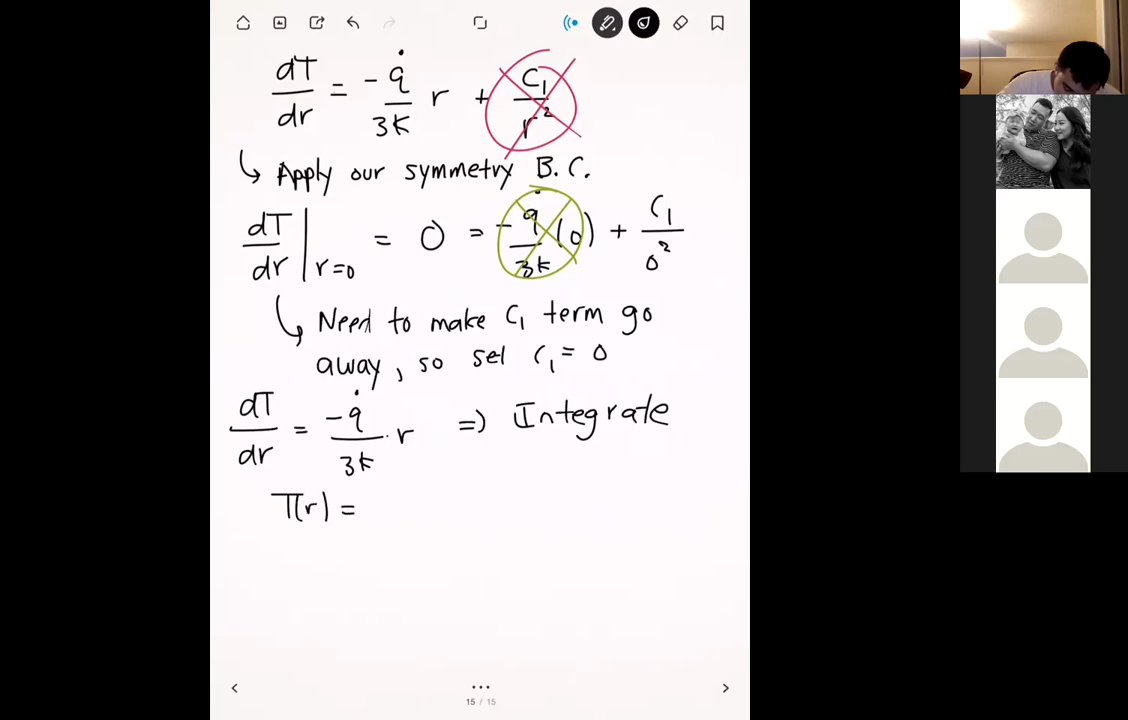 dT/dr = - q̇/3k r + C₁/r²
↳ Apply our symmetry B.C.
dT/dr |r=0 = 0 = - q̇/3k (0) + C₁/0²
↳ Need to make C₁ term go
away, so set C₁ = 0
dT/dr = -q̇/3k · r => Integrate
T(r) =
15 / 15